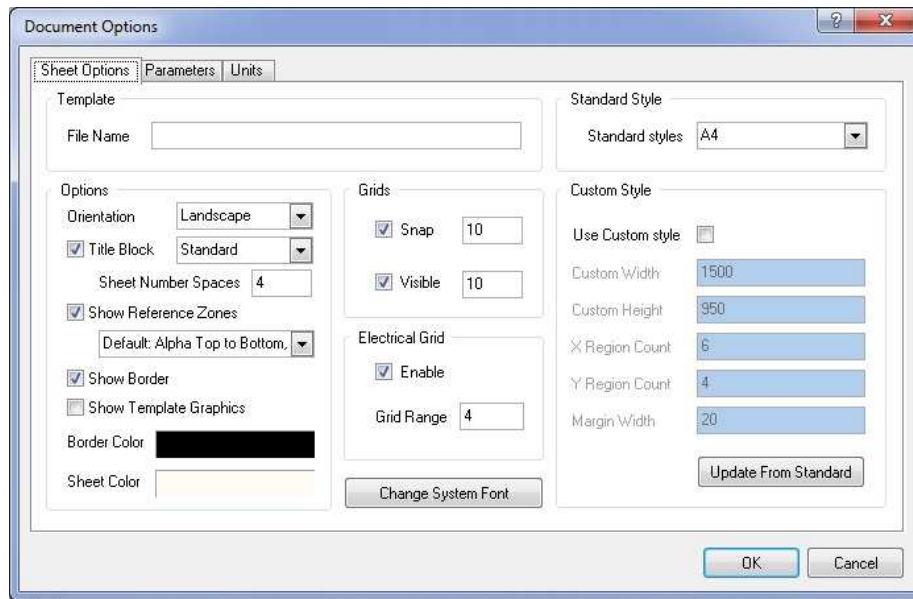 Document Options
?
Sheet Options Parameters Units
Template
File Name
Standard Style
Standard styles A4
Options
Orientation Landscape
Title Block Standard
Sheet Number Spaces 4
Show Reference Zones
Default: Alpha Top to Bottom,
Show Border
Show Template Graphics
Border Color
Sheet Color
Grids
Snap 10
Visible 10
Electrical Grid
Enable
Grid Range 4
Change System Font
Custom Style
Use Custom style
Custom Width 1500
Custom Height 950
X Region Count 6
Y Region Count 4
Margin Width 20
Update From Standard
OK Cancel